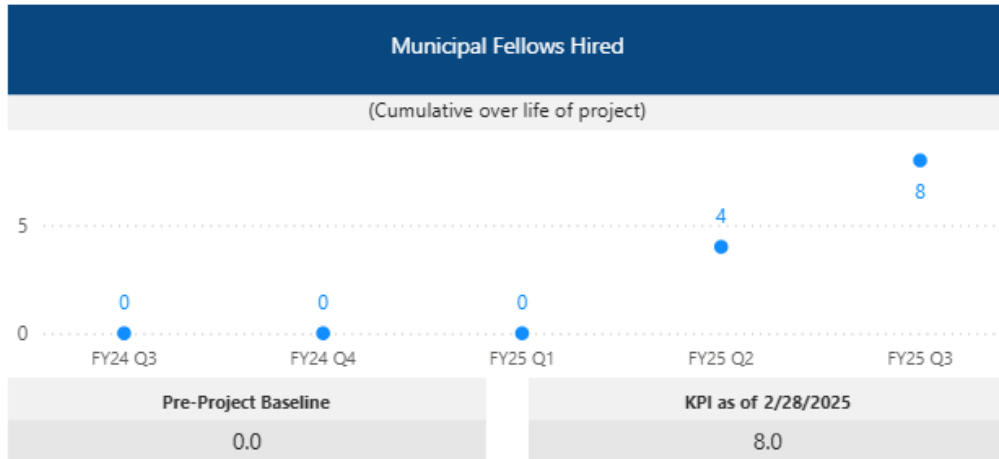 Municipal Fellows Hired
(Cumulative over life of project)
8
4
5
0 0 0
0
FY24 Q3 FY24 Q4 FY25 Q1 FY25 Q2 FY25 Q3
Pre-Project Baseline KPI as of 2/28/2025
0.0 8.0